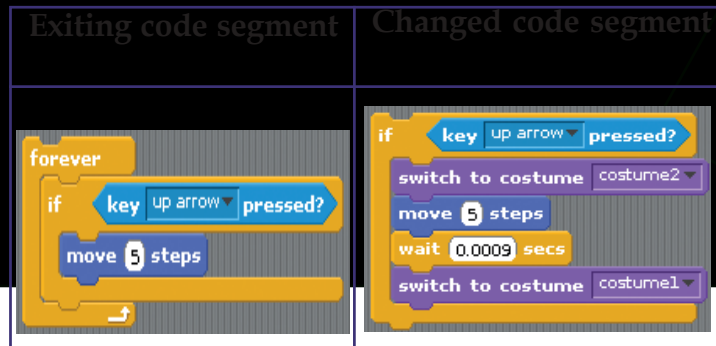 Exiting code segment
Changed code segment
forever
if key up arrow pressed?
move 5 steps
if key up arrow pressed?
switch to costume costume2
move 5 steps
wait 0.0009 secs
switch to costume costume1